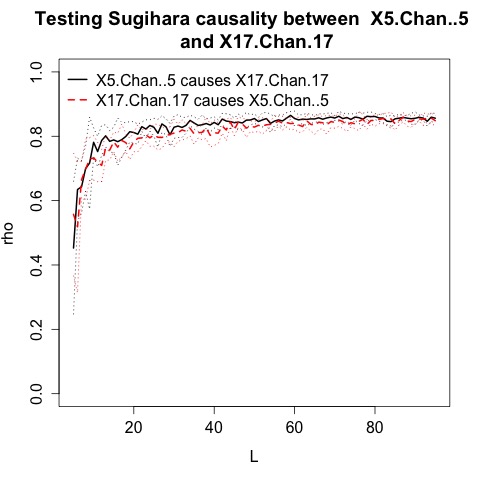 Testing Sugihara causality between  X5.Chan..5
and X17.Chan.17
X5.Chan..5 causes X17.Chan.17
X17.Chan.17 causes X5.Chan..5
rho
1.0
0.8
0.6
0.4
0.2
0.0
20 40 60 80
L